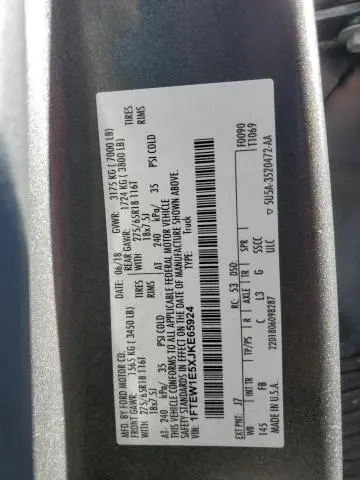 MFD. BY FORD MOTOR CO.
DATE: 06/18 GVWR: 3175 KG ( 7000 LB)
FRONT GAWR: 1565 KG ( 3450 LB) REAR GAWR: 1724 KG ( 3800 LB)
WITH 275/65R18 116T TIRES WITH 275/65R18 116T TIRES
18x7.5J RIMS 18x7.5J RIMS
AT 240 kPa/ 35 PSI COLD AT 240 kPa/ 35 PSI COLD
THIS VEHICLE CONFORMS TO ALL APPLICABLE FEDERAL MOTOR VEHICLE
SAFETY STANDARDS IN EFFECT ON THE DATE OF MANUFACTURE SHOWN ABOVE.
VIN: 1FTEW1E5XJKE65924
TYPE: Truck
F0090
T1069
EXT PNT: J7 RC: 53 DSO:
WB INT TR TP/PS R AXLE TR SPR
145 FB C L3 G SSCC
ULC
MADE IN U.S.A. 2201806098287
5U5A-3520472-AA